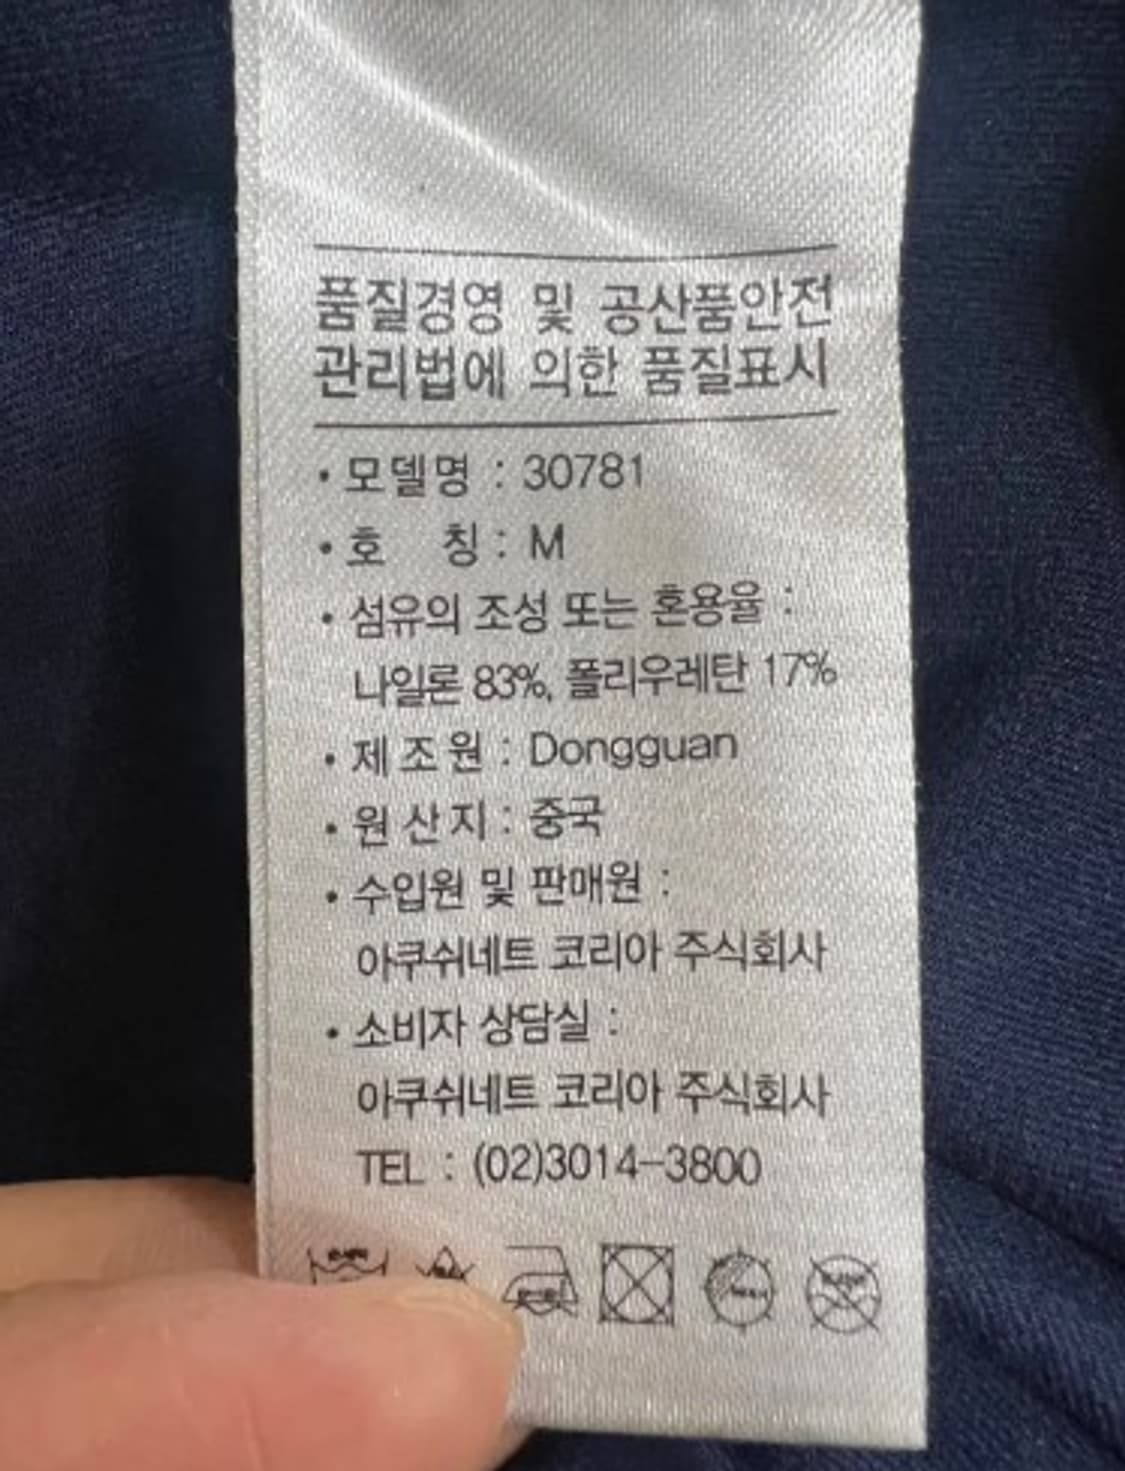 품질경영 및 공산품안전
관리법에 의한 품질표시
• 모델명 : 30781
• 호 칭 : M
• 섬유의 조성 또는 혼용율 :
나일론 83%, 폴리우레탄 17%
• 제조원 : Dongguan
• 원산지 : 중국
• 수입원 및 판매원 :
아쿠쉬네트 코리아 주식회사
• 소비자 상담실 :
아쿠쉬네트 코리아 주식회사
TEL : (02)3014-3800